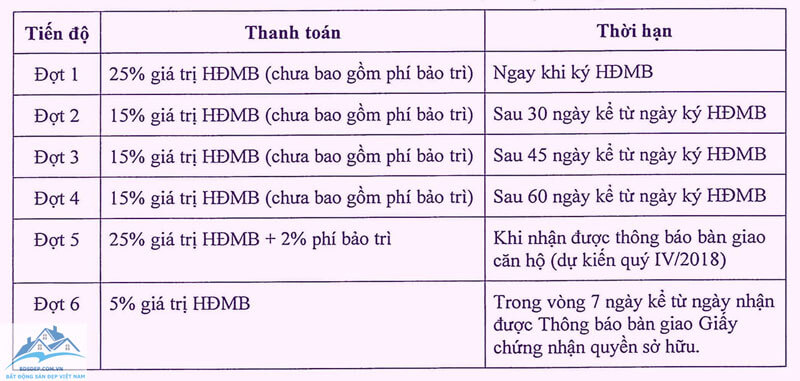 Tiến độ Thanh toán Thời hạn
Đợt 1 25% giá trị HĐMB (chưa bao gồm phí bảo trì) Ngay khi ký HĐMB
Đợt 2 15% giá trị HĐMB (chưa bao gồm phí bảo trì) Sau 30 ngày kể từ ngày ký HĐMB
Đợt 3 15% giá trị HĐMB (chưa bao gồm phí bảo trì) Sau 45 ngày kể từ ngày ký HĐMB
Đợt 4 15% giá trị HĐMB (chưa bao gồm phí bảo trì) Sau 60 ngày kể từ ngày ký HĐMB
Đợt 5 25% giá trị HĐMB + 2% phí bảo trì Khi nhận được thông báo bàn giao
căn hộ (dự kiến quý IV/2018)
Đợt 6 5% giá trị HĐMB Trong vòng 7 ngày kể từ ngày nhận
được Thông báo bàn giao Giấy
chứng nhận quyền sở hữu.
BDSDEP.COM.VN
BẤT ĐỘNG SẢN ĐẸP VIỆT NAM